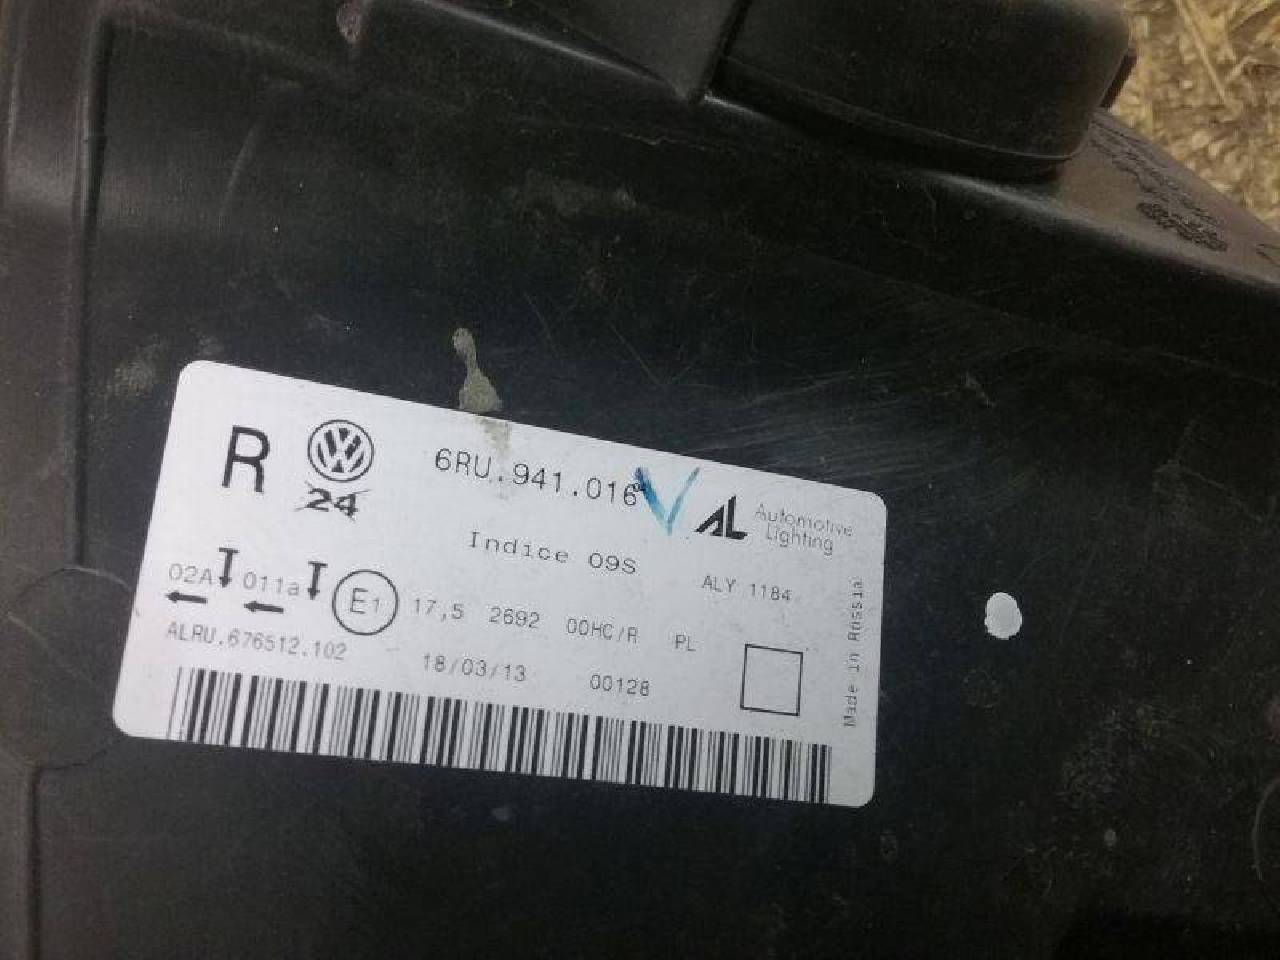 R
24
6RU.941.016
AL Automotive
Lighting
Indice 09S
ALY 1184
02A 011a E1 17,5 2692 00HC/R PL
ALRU.676512.102
18/03/13 00128
Made in Russia